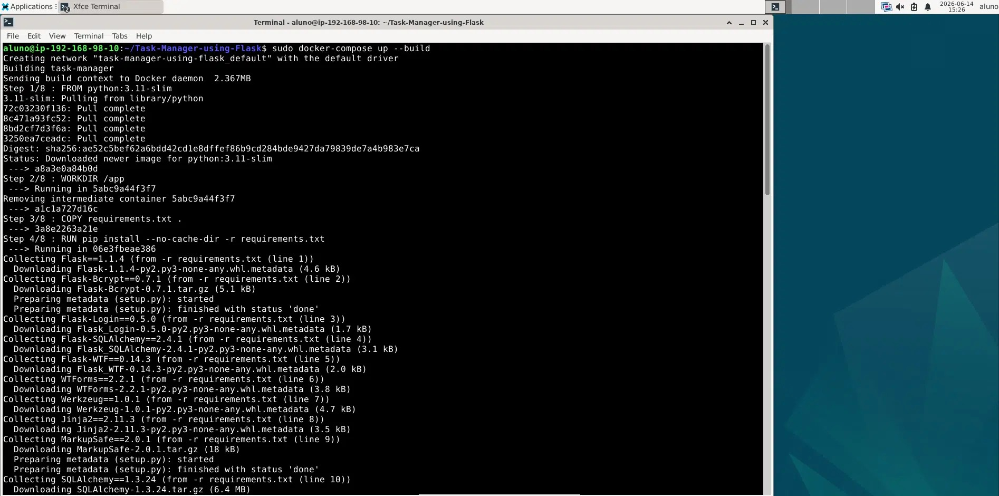 Applications
Xfce Terminal
2026-06-14
15:26
aluno
Terminal - aluno@ip-192-168-98-10: ~/Task-Manager-using-Flask
File Edit View Terminal Tabs Help
aluno@ip-192-168-98-10:~/Task-Manager-using-Flask$ sudo docker-compose up --build
Creating network "task-manager-using-flask_default" with the default driver
Building task-manager
Sending build context to Docker daemon  2.367MB
Step 1/8 : FROM python:3.11-slim
3.11-slim: Pulling from library/python
72c03230f136: Pull complete
8c471a93fc52: Pull complete
8bd2cf7d3f6a: Pull complete
3250ea7ceadc: Pull complete
Digest: sha256:ae52c5bef62a6bdd42cd1e8dffef86b9cd284bde9427da79839de7a4b983e7ca
Status: Downloaded newer image for python:3.11-slim
 ---> a8a3e0a84b0d
Step 2/8 : WORKDIR /app
 ---> Running in 5abc9a44f3f7
Removing intermediate container 5abc9a44f3f7
 ---> a1c1a727d16c
Step 3/8 : COPY requirements.txt .
 ---> 3a8e2263a21e
Step 4/8 : RUN pip install --no-cache-dir -r requirements.txt
 ---> Running in 06e3fbeae386
Collecting Flask==1.1.4 (from -r requirements.txt (line 1))
  Downloading Flask-1.1.4-py2.py3-none-any.whl.metadata (4.6 kB)
Collecting Flask-Bcrypt==0.7.1 (from -r requirements.txt (line 2))
  Downloading Flask-Bcrypt-0.7.1.tar.gz (5.1 kB)
  Preparing metadata (setup.py): started
  Preparing metadata (setup.py): finished with status 'done'
Collecting Flask-Login==0.5.0 (from -r requirements.txt (line 3))
  Downloading Flask_Login-0.5.0-py2.py3-none-any.whl.metadata (1.7 kB)
Collecting Flask-SQLAlchemy==2.4.1 (from -r requirements.txt (line 4))
  Downloading Flask_SQLAlchemy-2.4.1-py2.py3-none-any.whl.metadata (3.1 kB)
Collecting Flask-WTF==0.14.3 (from -r requirements.txt (line 5))
  Downloading Flask_WTF-0.14.3-py2.py3-none-any.whl.metadata (2.0 kB)
Collecting WTForms==2.2.1 (from -r requirements.txt (line 6))
  Downloading WTForms-2.2.1-py2.py3-none-any.whl.metadata (3.8 kB)
Collecting Werkzeug==1.0.1 (from -r requirements.txt (line 7))
  Downloading Werkzeug-1.0.1-py2.py3-none-any.whl.metadata (4.7 kB)
Collecting Jinja2==2.11.3 (from -r requirements.txt (line 8))
  Downloading Jinja2-2.11.3-py2.py3-none-any.whl.metadata (3.5 kB)
Collecting MarkupSafe==2.0.1 (from -r requirements.txt (line 9))
  Downloading MarkupSafe-2.0.1.tar.gz (18 kB)
  Preparing metadata (setup.py): started
  Preparing metadata (setup.py): finished with status 'done'
Collecting SQLAlchemy==1.3.24 (from -r requirements.txt (line 10))
  Downloading SQLAlchemy-1.3.24.tar.gz (6.4 MB)